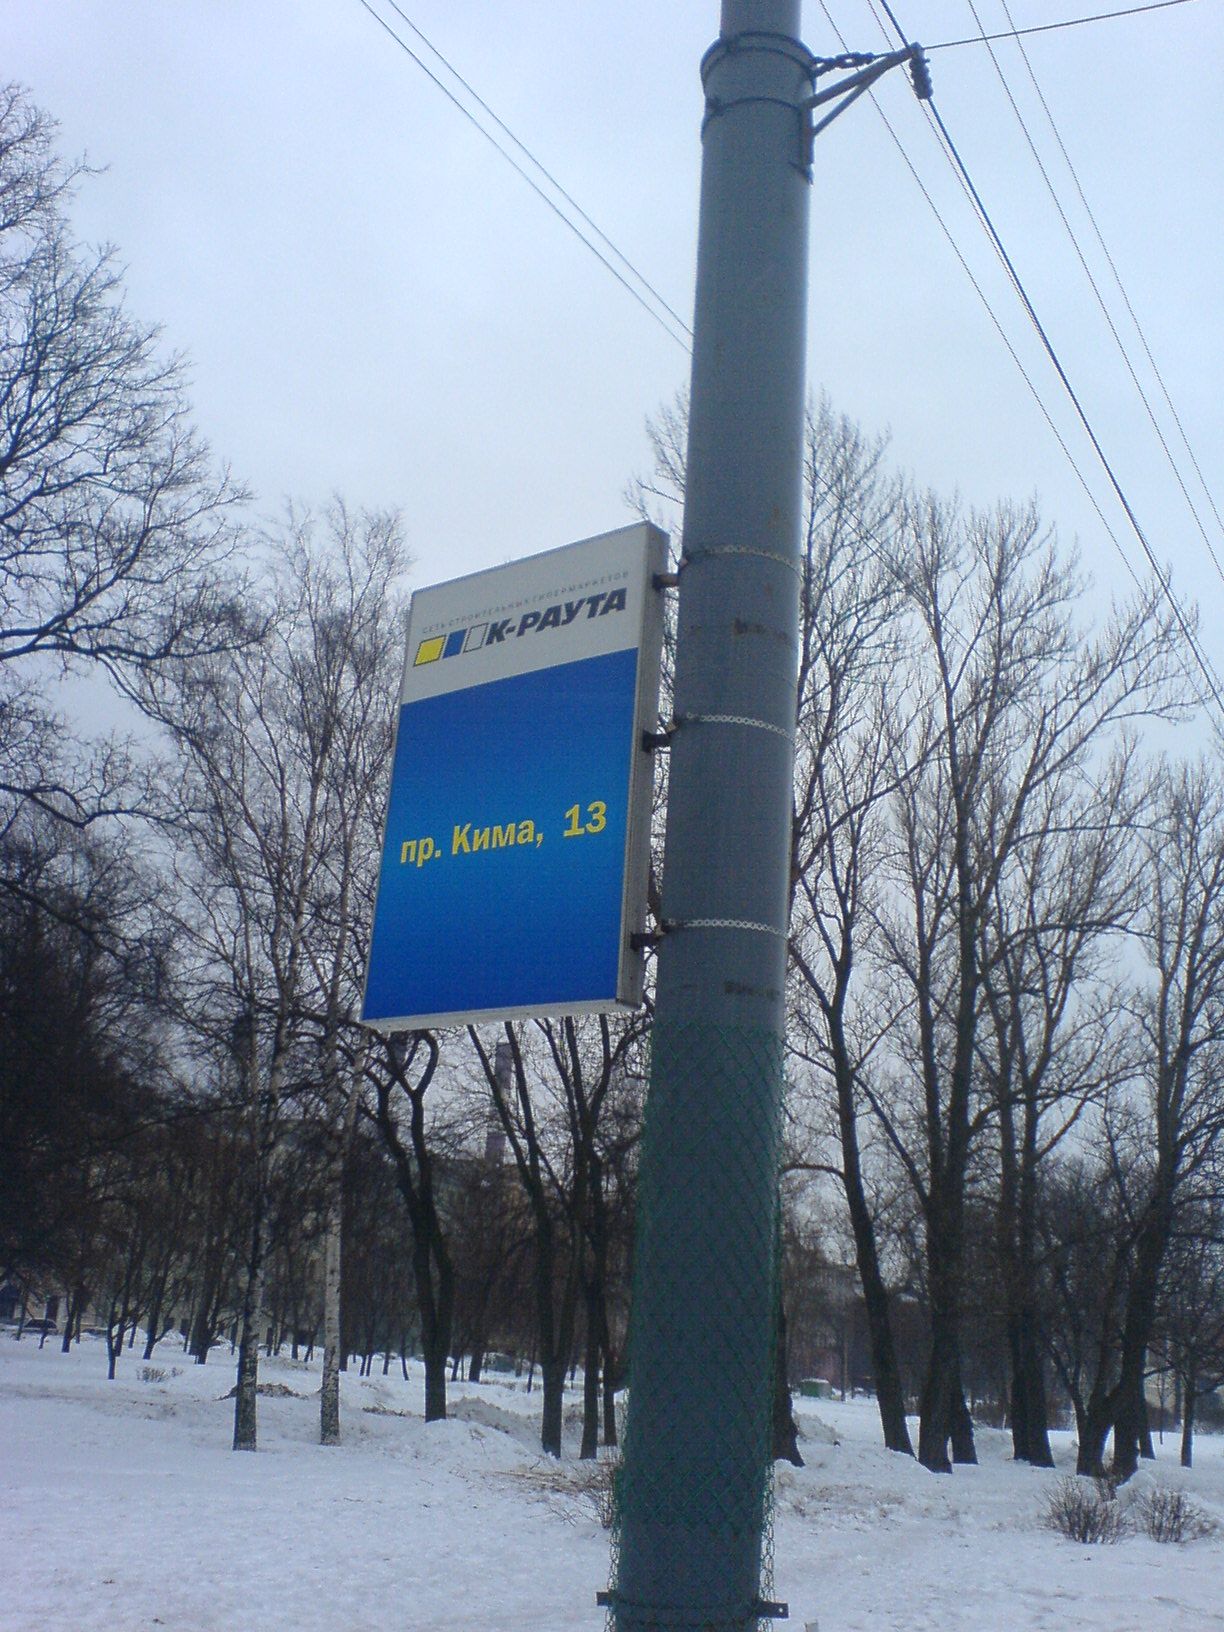 СЕТЬ СТРОИТЕЛЬНЫХ ГИПЕРМАРКЕТОВ
К-РАУТА
пр. Кима, 13